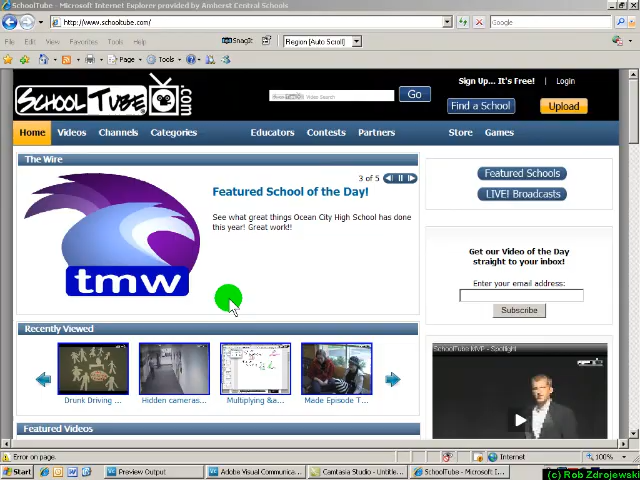 SchoolTube - Microsoft Internet Explorer provided by Amherst Central Schools
http://www.schooltube.com/
Google
File Edit View Favorites Tools Help
SnagIt
Region [Auto Scroll]
Page
Tools
SCHOOL TUBE .com
Video Search
Go
Sign Up... It's Free! | Login
Find a School
Upload
Home Videos Channels Categories Educators Contests Partners Store Games
The Wire
3 of 5
Featured School of the Day!
See what great things Ocean City High School has done
this year! Great work!!
tmw
Featured Schools
LIVE! Broadcasts
Get our Video of the Day
straight to your inbox!
Enter your email address:
Subscribe
Recently Viewed
Drunk Driving ...
Hidden cameras...
Multiplying &a...
Made Episode T...
SchoolTube MVP - Spotlight
Featured Videos
Error on page.
Internet
100%
Start
Preview Output
Adobe Visual Communica...
Camtasia Studio - Untitle...
SchoolTube - Microsoft I...
(c) Rob Zdrojewski